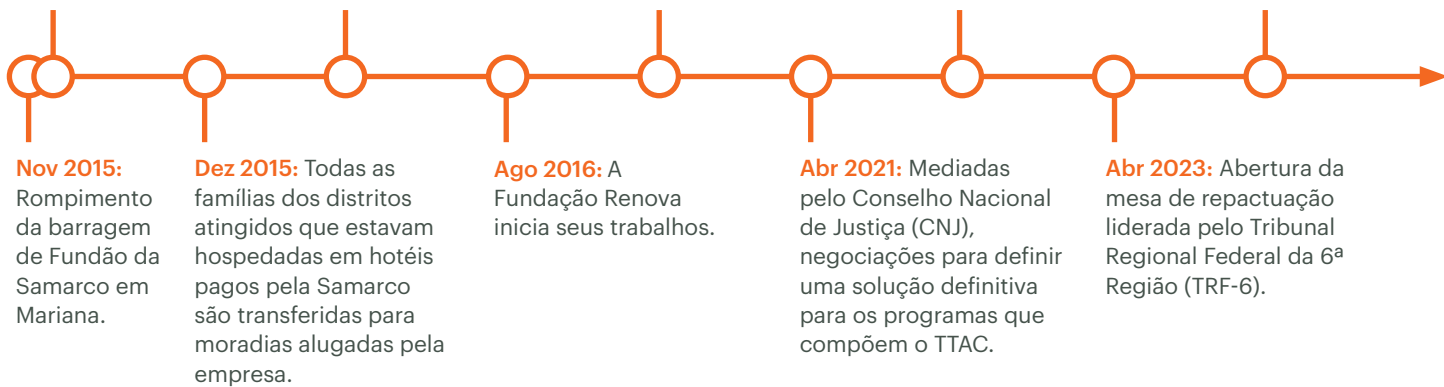 Nov 2015:
Rompimento
da barragem
de Fundão da
Samarco em
Mariana.
Dez 2015: Todas as
famílias dos distritos
atingidos que estavam
hospedadas em hotéis
pagos pela Samarco
são transferidas para
moradias alugadas pela
empresa.
Ago 2016: A
Fundação Renova
inicia seus trabalhos.
Abr 2021: Mediadas
pelo Conselho Nacional
de Justiça (CNJ),
negociações para definir
uma solução definitiva
para os programas que
compõem o TTAC.
Abr 2023: Abertura da
mesa de repactuação
liderada pelo Tribunal
Regional Federal da 6ª
Região (TRF-6).